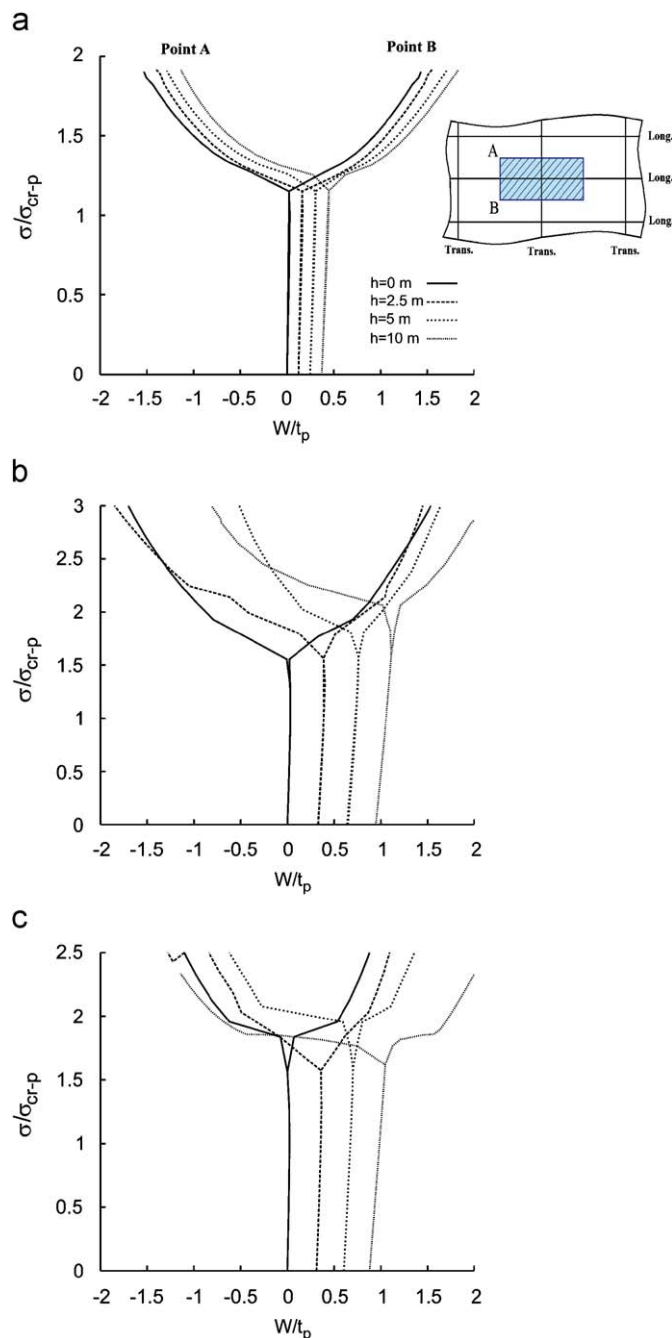 a
Point A Point B
2
1.5
1
0.5
0
σ/σcr-p
-2 -1.5 -1 -0.5 0 0.5 1 1.5 2
W/tp
h=0 m
h=2.5 m
h=5 m
h=10 m
A
B
Long.
Long.
Long.
Trans. Trans. Trans.
b
3
2.5
2
1.5
1
0.5
0
σ/σcr-p
-2 -1.5 -1 -0.5 0 0.5 1 1.5 2
W/tp
c
2.5
2
1.5
1
0.5
0
σ/σcr-p
-2 -1.5 -1 -0.5 0 0.5 1 1.5 2
W/tp